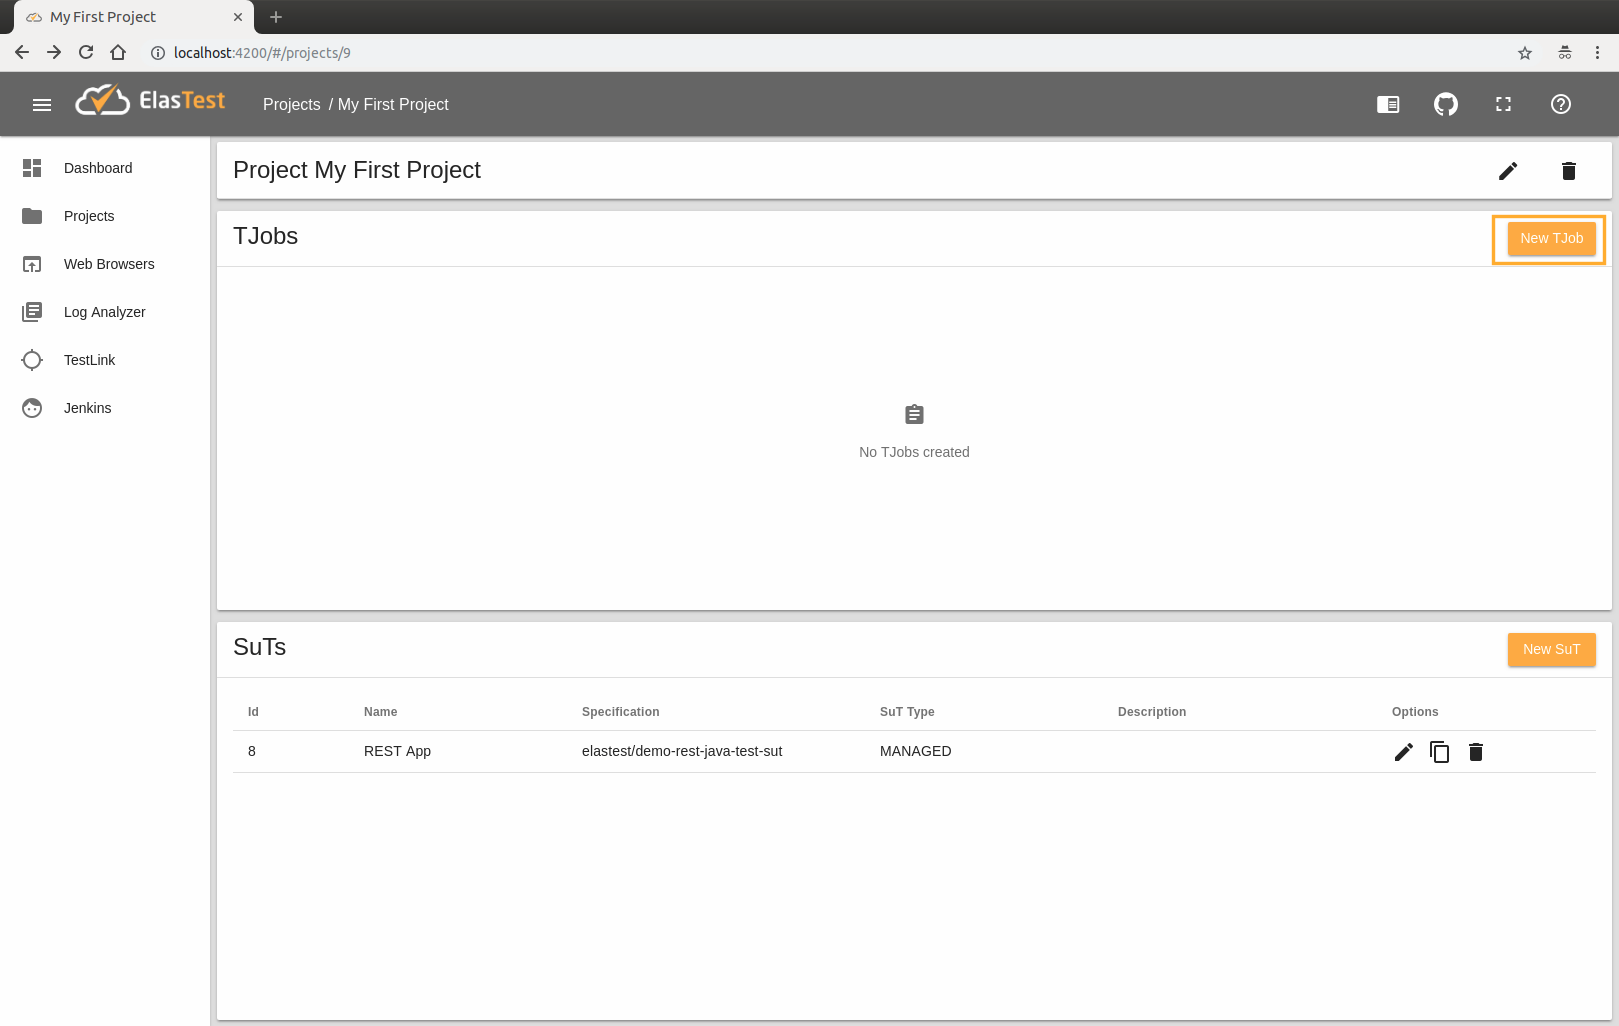 My First Project
localhost:4200/#/projects/9
ElasTest
Projects / My First Project
Dashboard
Projects
Web Browsers
Log Analyzer
TestLink
Jenkins
Project My First Project
TJobs
New TJob
No TJobs created
SuTs
New SuT
Id Name Specification SuT Type Description Options
8 REST App elastest/demo-rest-java-test-sut MANAGED